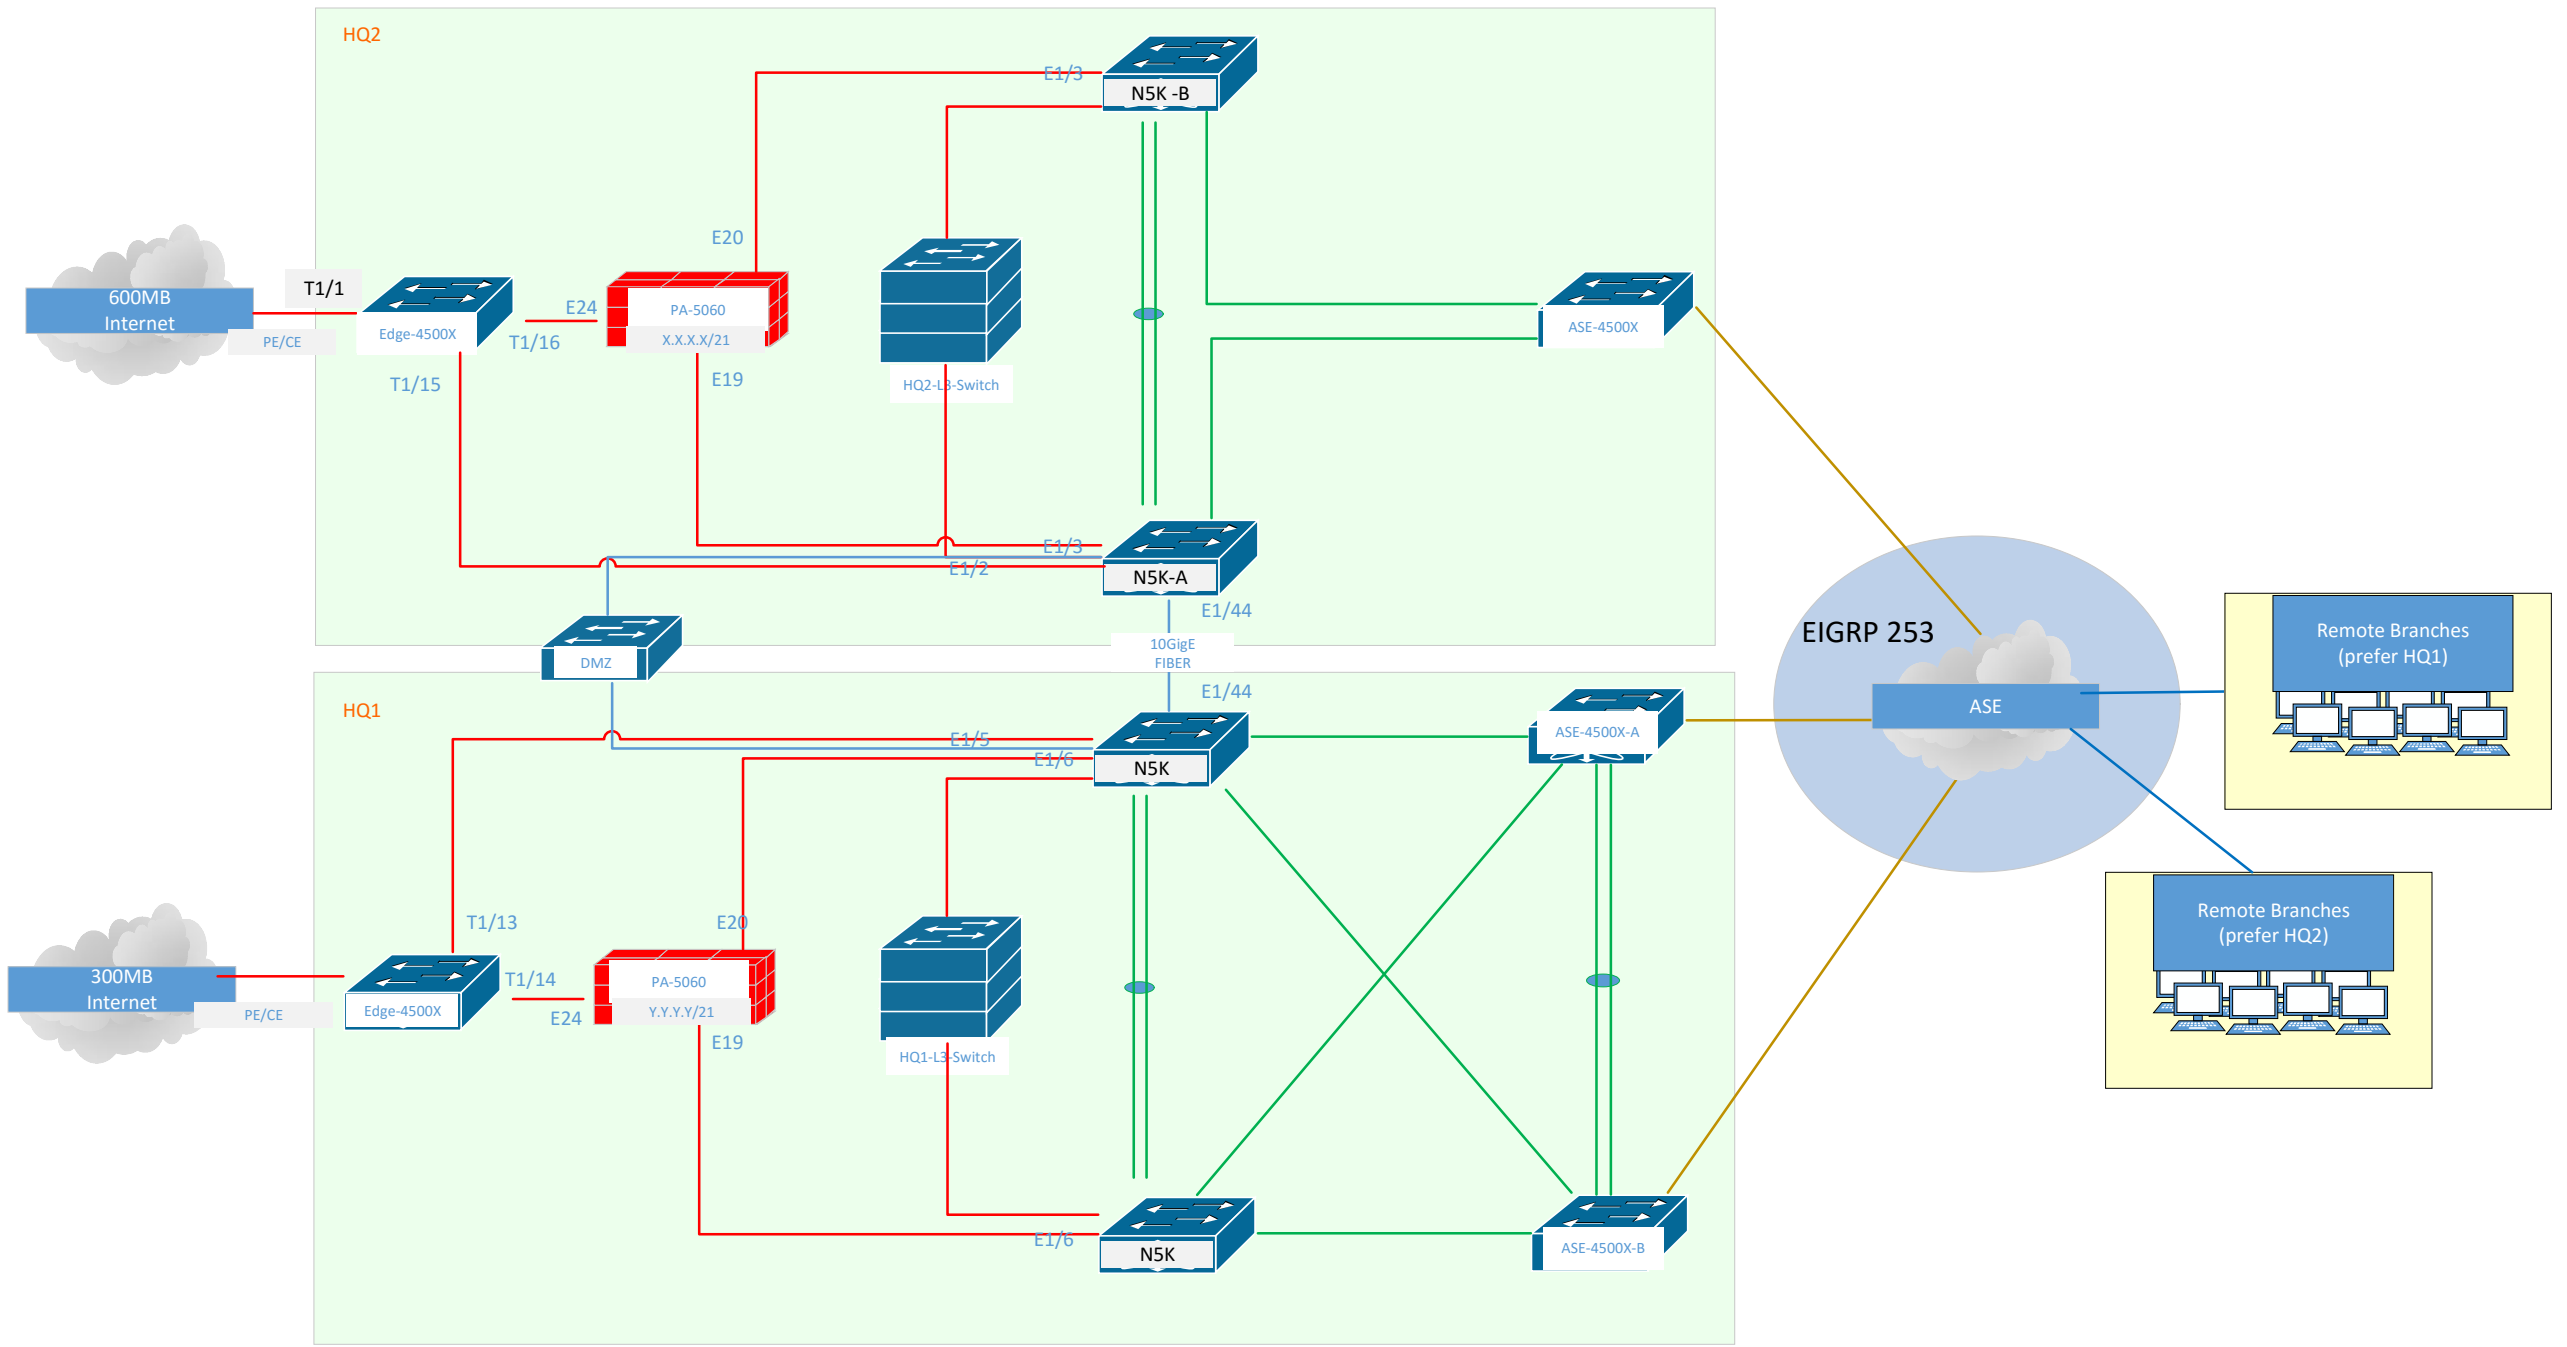 HQ2
E1/3
N5K -B
E20
T1/1
600MB
Internet
PE/CE
Edge-4500X
E24
T1/16
PA-5060
X.X.X.X/21
T1/15
E19
HQ2-L3-Switch
ASE-4500X
E1/3
E1/2
N5K-A
E1/44
10GigE
FIBER
DMZ
EIGRP 253
ASE
Remote Branches
(prefer HQ1)
HQ1
E1/44
E1/5
E1/6
N5K
ASE-4500X-A
T1/13
E20
300MB
Internet
PE/CE
Edge-4500X
T1/14
E24
PA-5060
Y.Y.Y.Y/21
E19
HQ1-L3-Switch
Remote Branches
(prefer HQ2)
E1/6
N5K
ASE-4500X-B